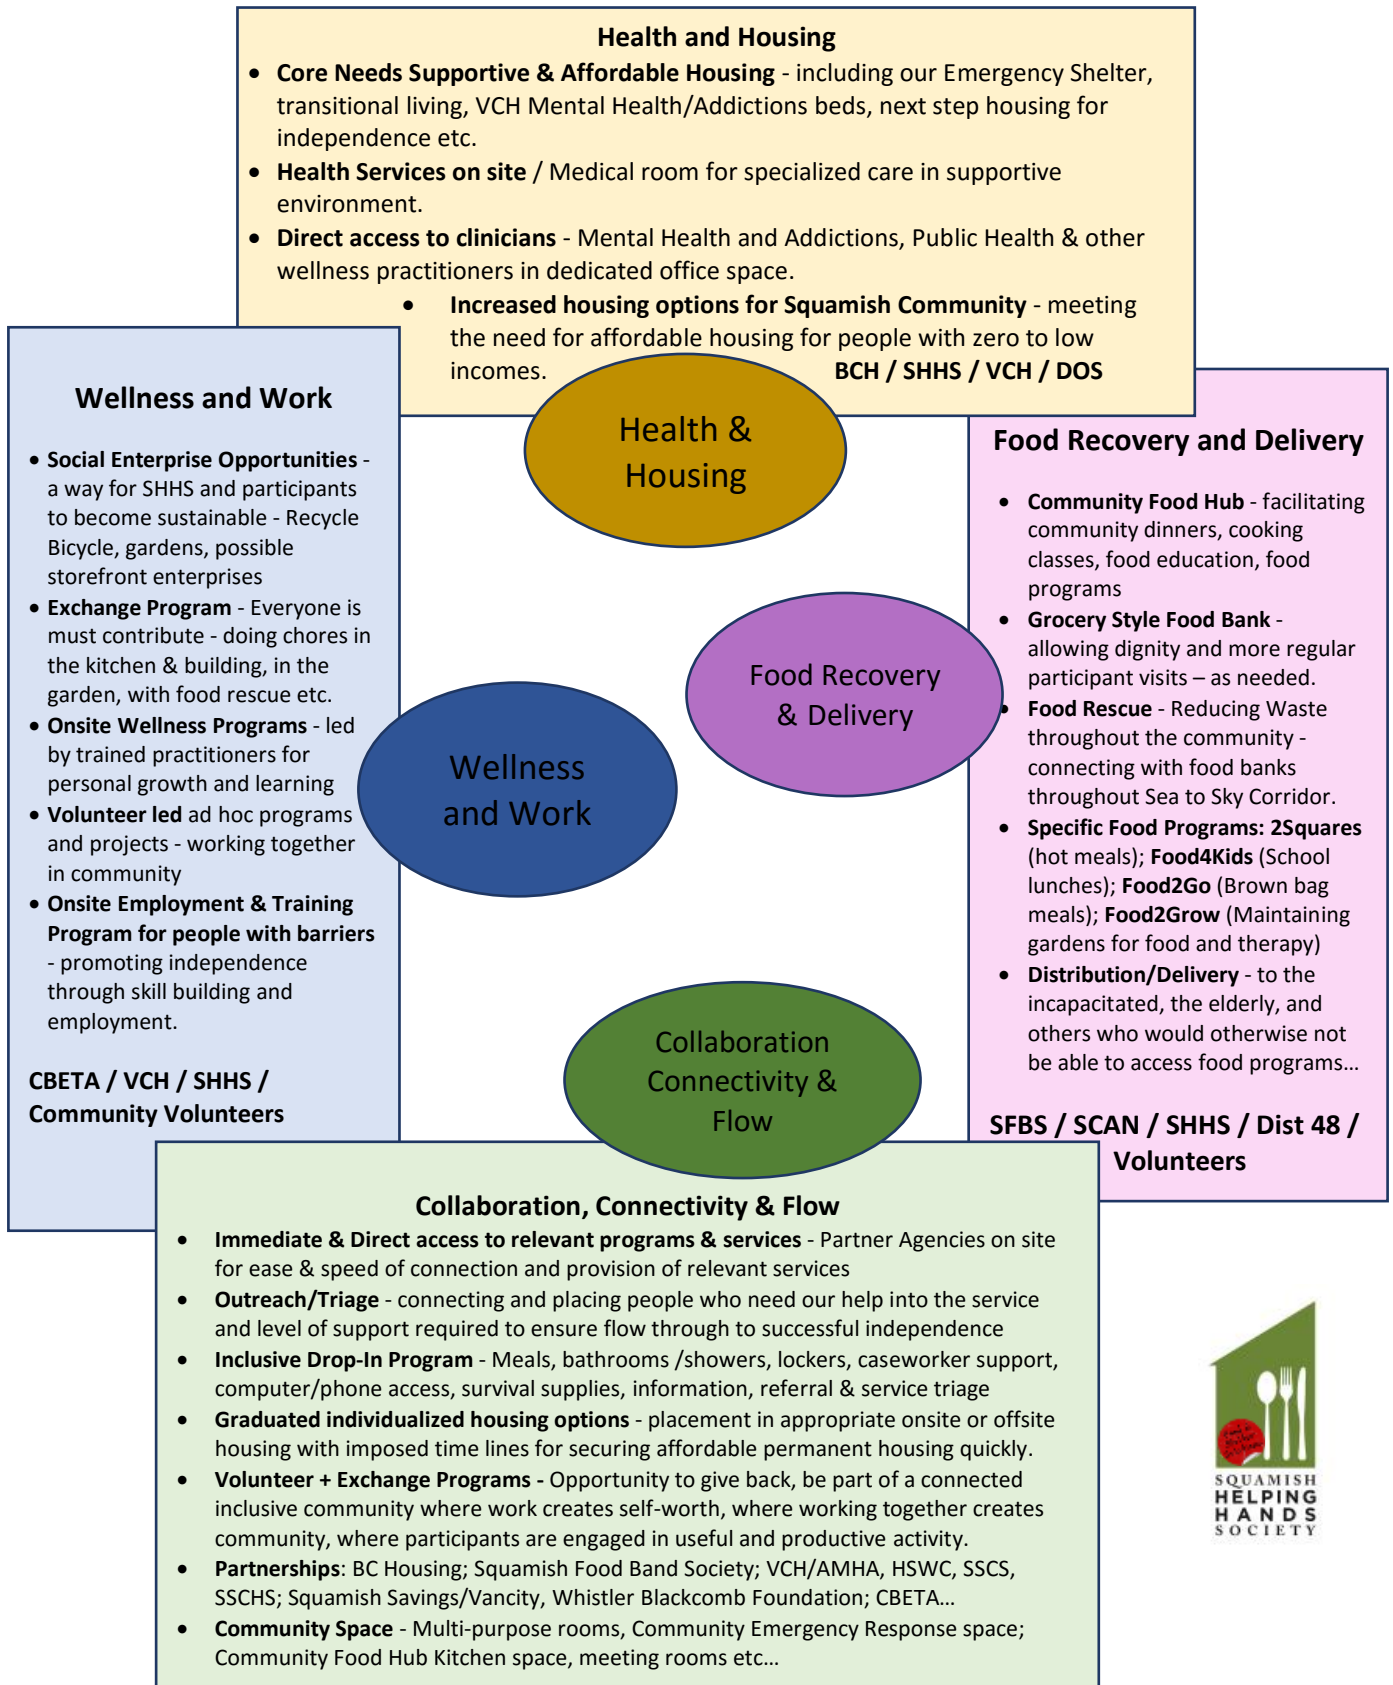 Health and Housing
• Core Needs Supportive & Affordable Housing - including our Emergency Shelter,
transitional living, VCH Mental Health/Addictions beds, next step housing for
independence etc.
• Health Services on site / Medical room for specialized care in supportive
environment.
• Direct access to clinicians - Mental Health and Addictions, Public Health & other
wellness practitioners in dedicated office space.
• Increased housing options for Squamish Community - meeting
the need for affordable housing for people with zero to low
incomes. BCH / SHHS / VCH / DOS
Wellness and Work
• Social Enterprise Opportunities -
a way for SHHS and participants
to become sustainable - Recycle
Bicycle, gardens, possible
storefront enterprises
• Exchange Program - Everyone is
must contribute - doing chores in
the kitchen & building, in the
garden, with food rescue etc.
• Onsite Wellness Programs - led
by trained practitioners for
personal growth and learning
• Volunteer led ad hoc programs
and projects - working together
in community
• Onsite Employment & Training
Program for people with barriers
- promoting independence
through skill building and
employment.
CBETA / VCH / SHHS /
Community Volunteers
Health &
Housing
Food Recovery
& Delivery
Wellness
and Work
Collaboration
Connectivity &
Flow
Food Recovery and Delivery
• Community Food Hub - facilitating
community dinners, cooking
classes, food education, food
programs
• Grocery Style Food Bank -
allowing dignity and more regular
participant visits – as needed.
• Food Rescue - Reducing Waste
throughout the community -
connecting with food banks
throughout Sea to Sky Corridor.
• Specific Food Programs: 2Squares
(hot meals); Food4Kids (School
lunches); Food2Go (Brown bag
meals); Food2Grow (Maintaining
gardens for food and therapy)
• Distribution/Delivery - to the
incapacitated, the elderly, and
others who would otherwise not
be able to access food programs…
SFBS / SCAN / SHHS / Dist 48 /
Volunteers
Collaboration, Connectivity & Flow
• Immediate & Direct access to relevant programs & services - Partner Agencies on site
for ease & speed of connection and provision of relevant services
• Outreach/Triage - connecting and placing people who need our help into the service
and level of support required to ensure flow through to successful independence
• Inclusive Drop-In Program - Meals, bathrooms /showers, lockers, caseworker support,
computer/phone access, survival supplies, information, referral & service triage
• Graduated individualized housing options - placement in appropriate onsite or offsite
housing with imposed time lines for securing affordable permanent housing quickly.
• Volunteer + Exchange Programs - Opportunity to give back, be part of a connected
inclusive community where work creates self-worth, where working together creates
community, where participants are engaged in useful and productive activity.
• Partnerships: BC Housing; Squamish Food Band Society; VCH/AMHA, HSWC, SSCS,
SSCHS; Squamish Savings/Vancity, Whistler Blackcomb Foundation; CBETA…
• Community Space - Multi-purpose rooms, Community Emergency Response space;
Community Food Hub Kitchen space, meeting rooms etc…
SQUAMISH
HELPING
HANDS
SOCIETY